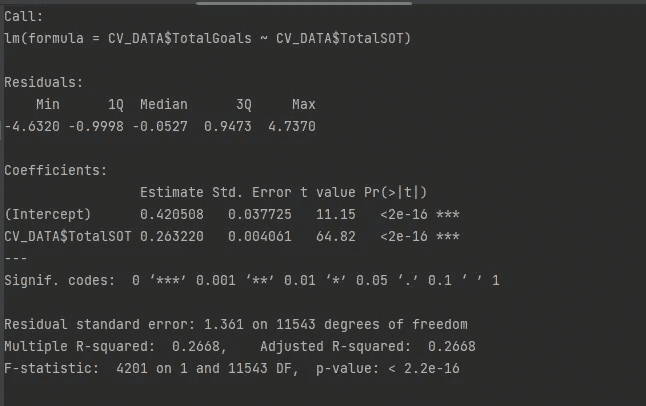 Call:
lm(formula = CV_DATA$TotalGoals ~ CV_DATA$TotalSOT)
Residuals:
    Min      1Q  Median      3Q     Max
-4.6320 -0.9998 -0.0527  0.9473  4.7370
Coefficients:
                 Estimate Std. Error t value Pr(>|t|)
(Intercept)      0.420508   0.037725   11.15   <2e-16 ***
CV_DATA$TotalSOT 0.263220   0.004061   64.82   <2e-16 ***
---
Signif. codes:  0 ‘***’ 0.001 ‘**’ 0.01 ‘*’ 0.05 ‘.’ 0.1 ‘ ’ 1
Residual standard error: 1.361 on 11543 degrees of freedom
Multiple R-squared:  0.2668,    Adjusted R-squared:  0.2668
F-statistic:  4201 on 1 and 11543 DF,  p-value: < 2.2e-16